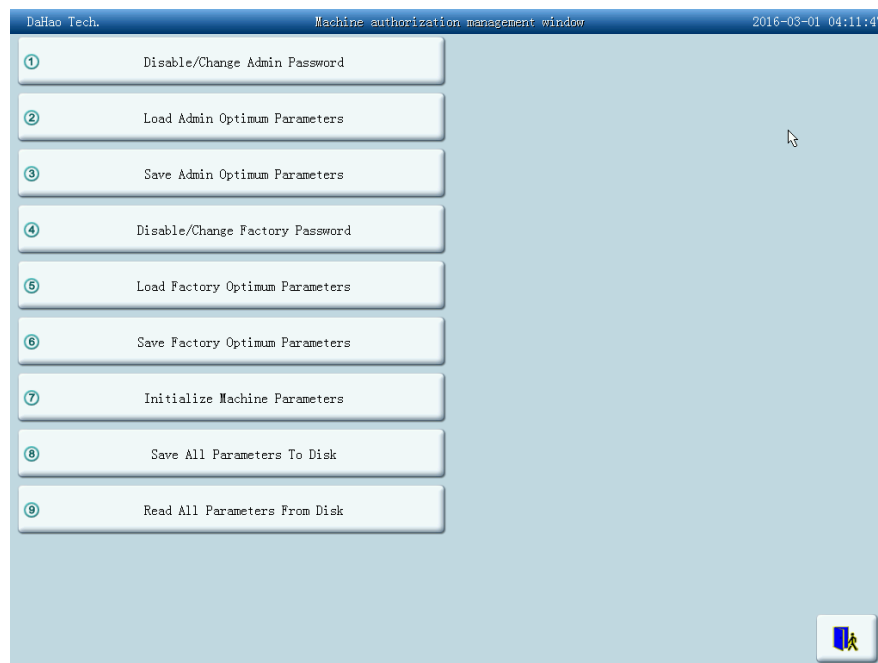 DaHao Tech. Machine authorization management window 2016-03-01 04:11:4
① Disable/Change Admin Password
② Load Admin Optimum Parameters
③ Save Admin Optimum Parameters
④ Disable/Change Factory Password
⑤ Load Factory Optimum Parameters
⑥ Save Factory Optimum Parameters
⑦ Initialize Machine Parameters
⑧ Save All Parameters To Disk
⑨ Read All Parameters From Disk